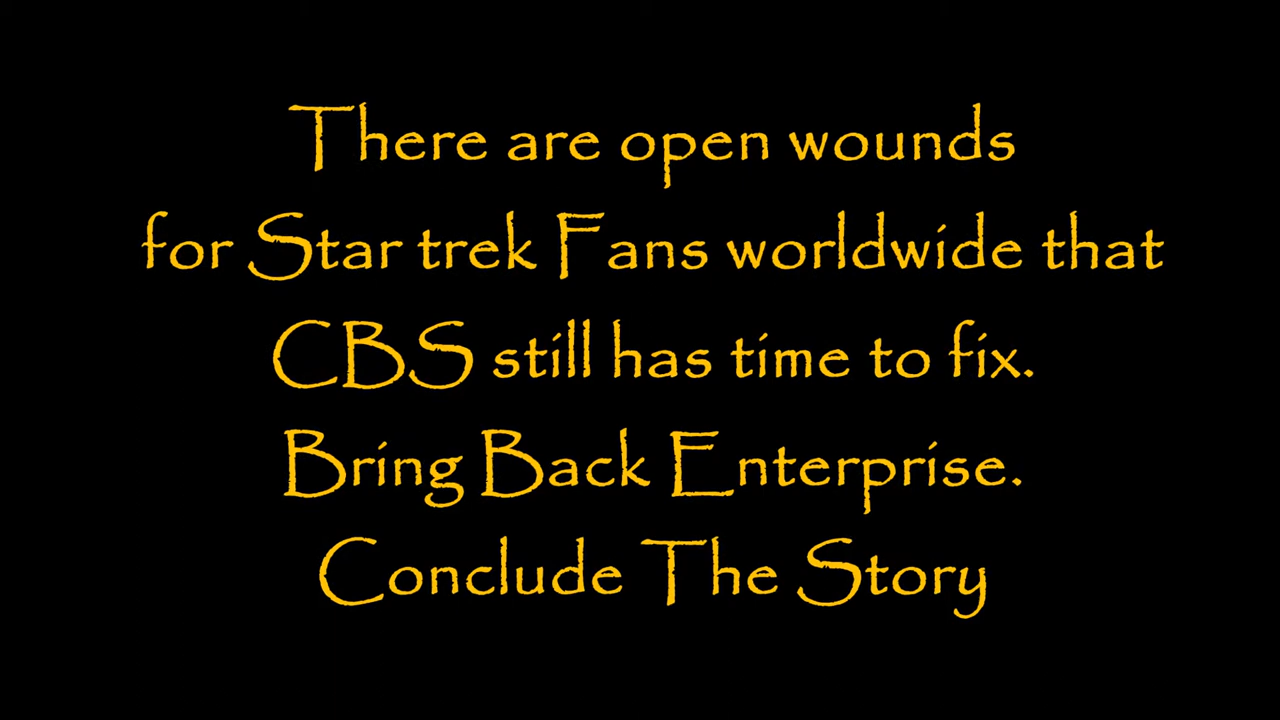 There are open wounds
for Star trek Fans worldwide that
CBS still has time to fix.
Bring Back Enterprise.
Conclude The Story